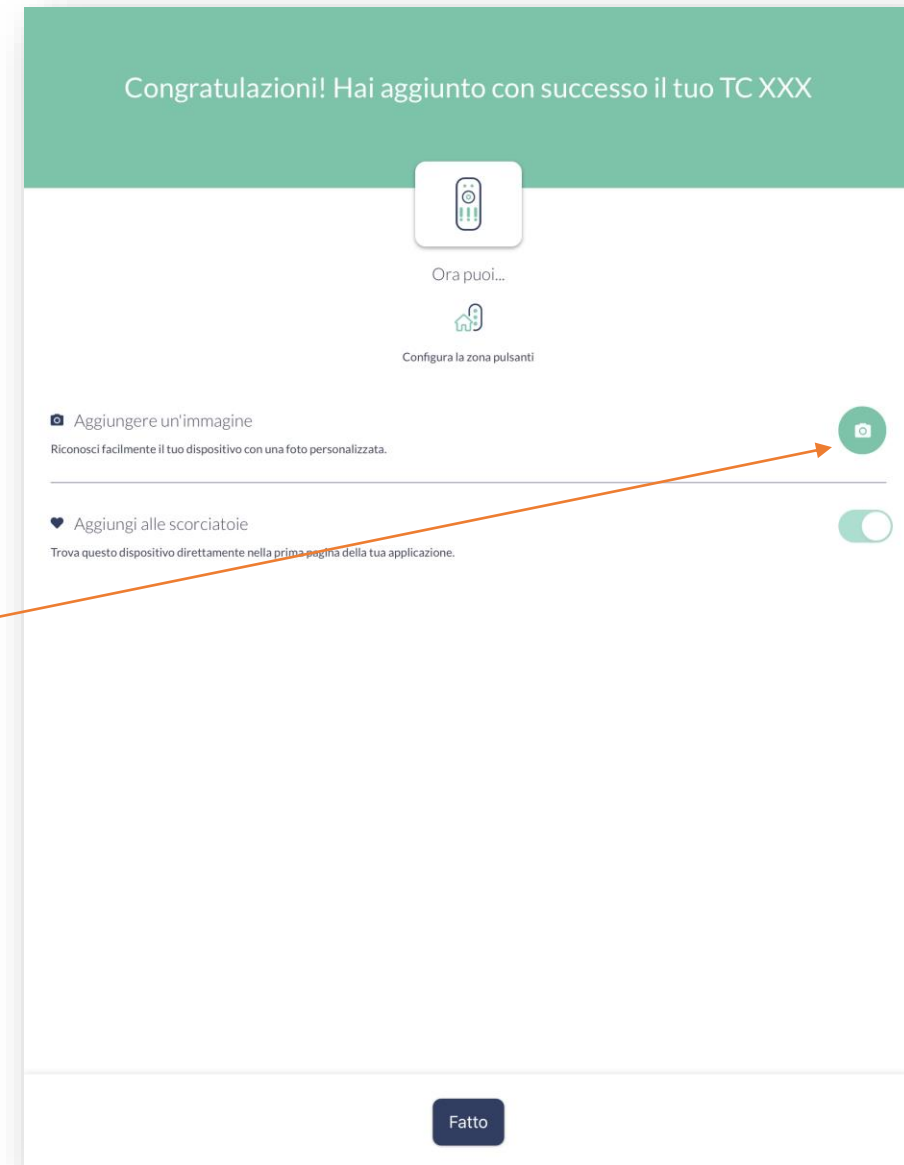 Congratulazioni! Hai aggiunto con successo il tuo TC XXX
Ora puoi...
Configura la zona pulsanti
Aggiungere un'immagine
Riconosci facilmente il tuo dispositivo con una foto personalizzata.
Aggiungi alle scorciatoie
Trova questo dispositivo direttamente nella prima pagina della tua applicazione.
Fatto